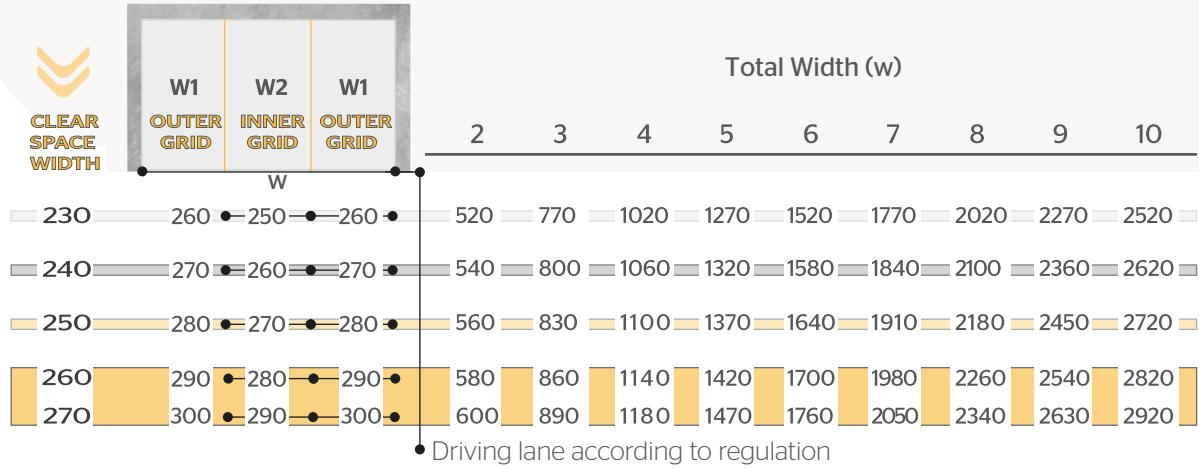 Total Width (w)
CLEAR
SPACE
WIDTH
W1 W2 W1
OUTER INNER OUTER
GRID GRID GRID
W
2 3 4 5 6 7 8 9 10
230 260 250 260 520 770 1020 1270 1520 1770 2020 2270 2520
240 270 260 270 540 800 1060 1320 1580 1840 2100 2360 2620
250 280 270 280 560 830 1100 1370 1640 1910 2180 2450 2720
260 290 280 290 580 860 1140 1420 1700 1980 2260 2540 2820
270 300 290 300 600 890 1180 1470 1760 2050 2340 2630 2920
Driving lane according to regulation